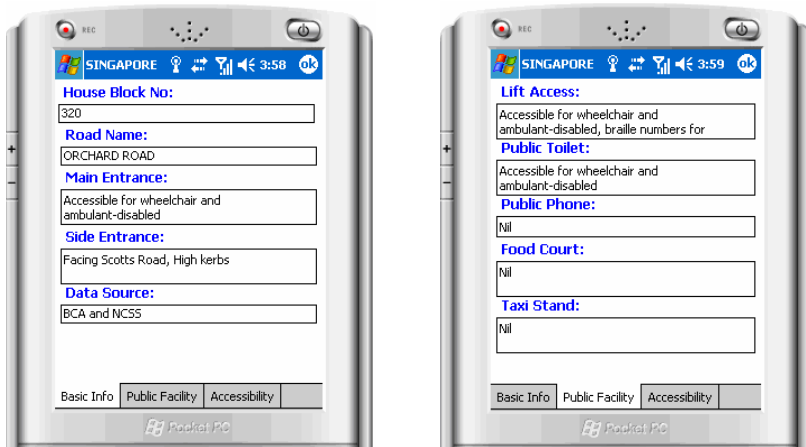 REC
SINGAPORE 3:58 ok
House Block No:
320
Road Name:
ORCHARD ROAD
Main Entrance:
Accessible for wheelchair and
ambulant-disabled
Side Entrance:
Facing Scotts Road, High kerbs
Data Source:
BCA and NCSS
Basic Info Public Facility Accessibility
Pocket PC
REC
SINGAPORE 3:59 ok
Lift Access:
Accessible for wheelchair and
ambulant-disabled, braille numbers for
Public Toilet:
Accessible for wheelchair and
ambulant-disabled
Public Phone:
Nil
Food Court:
Nil
Taxi Stand:
Nil
Basic Info Public Facility Accessibility
Pocket PC